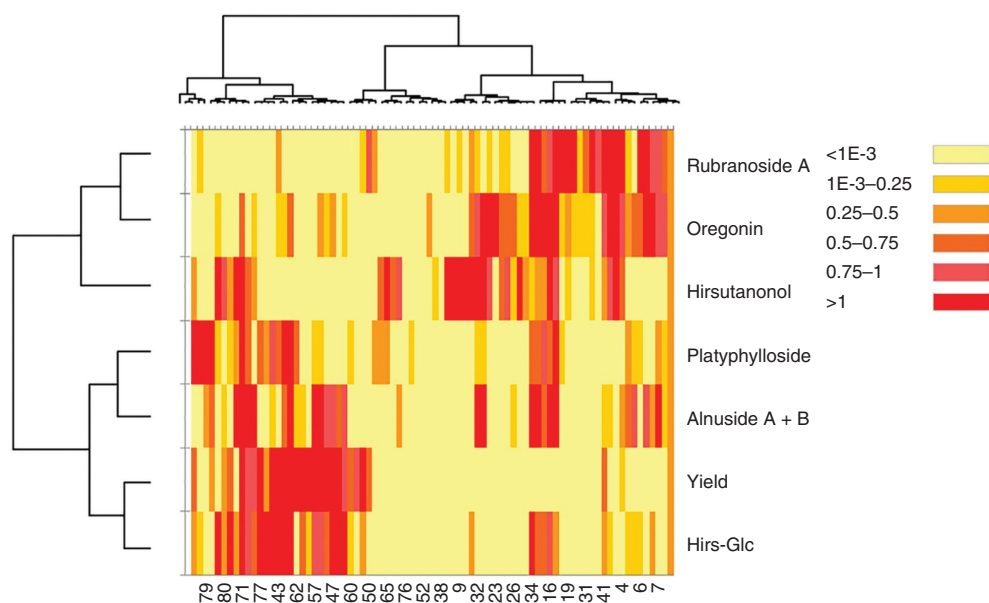 Rubranoside A
Oregonin
Hirsutanonol
Platyphylloside
Alnuside A + B
Yield
Hirs-Glc
<1E-3
1E-3–0.25
0.25–0.5
0.5–0.75
0.75–1
>1
79 80 71 77 43 62 57 47 60 50 65 76 52 38 9 32 23 26 34 16 19 31 41 4 6 7